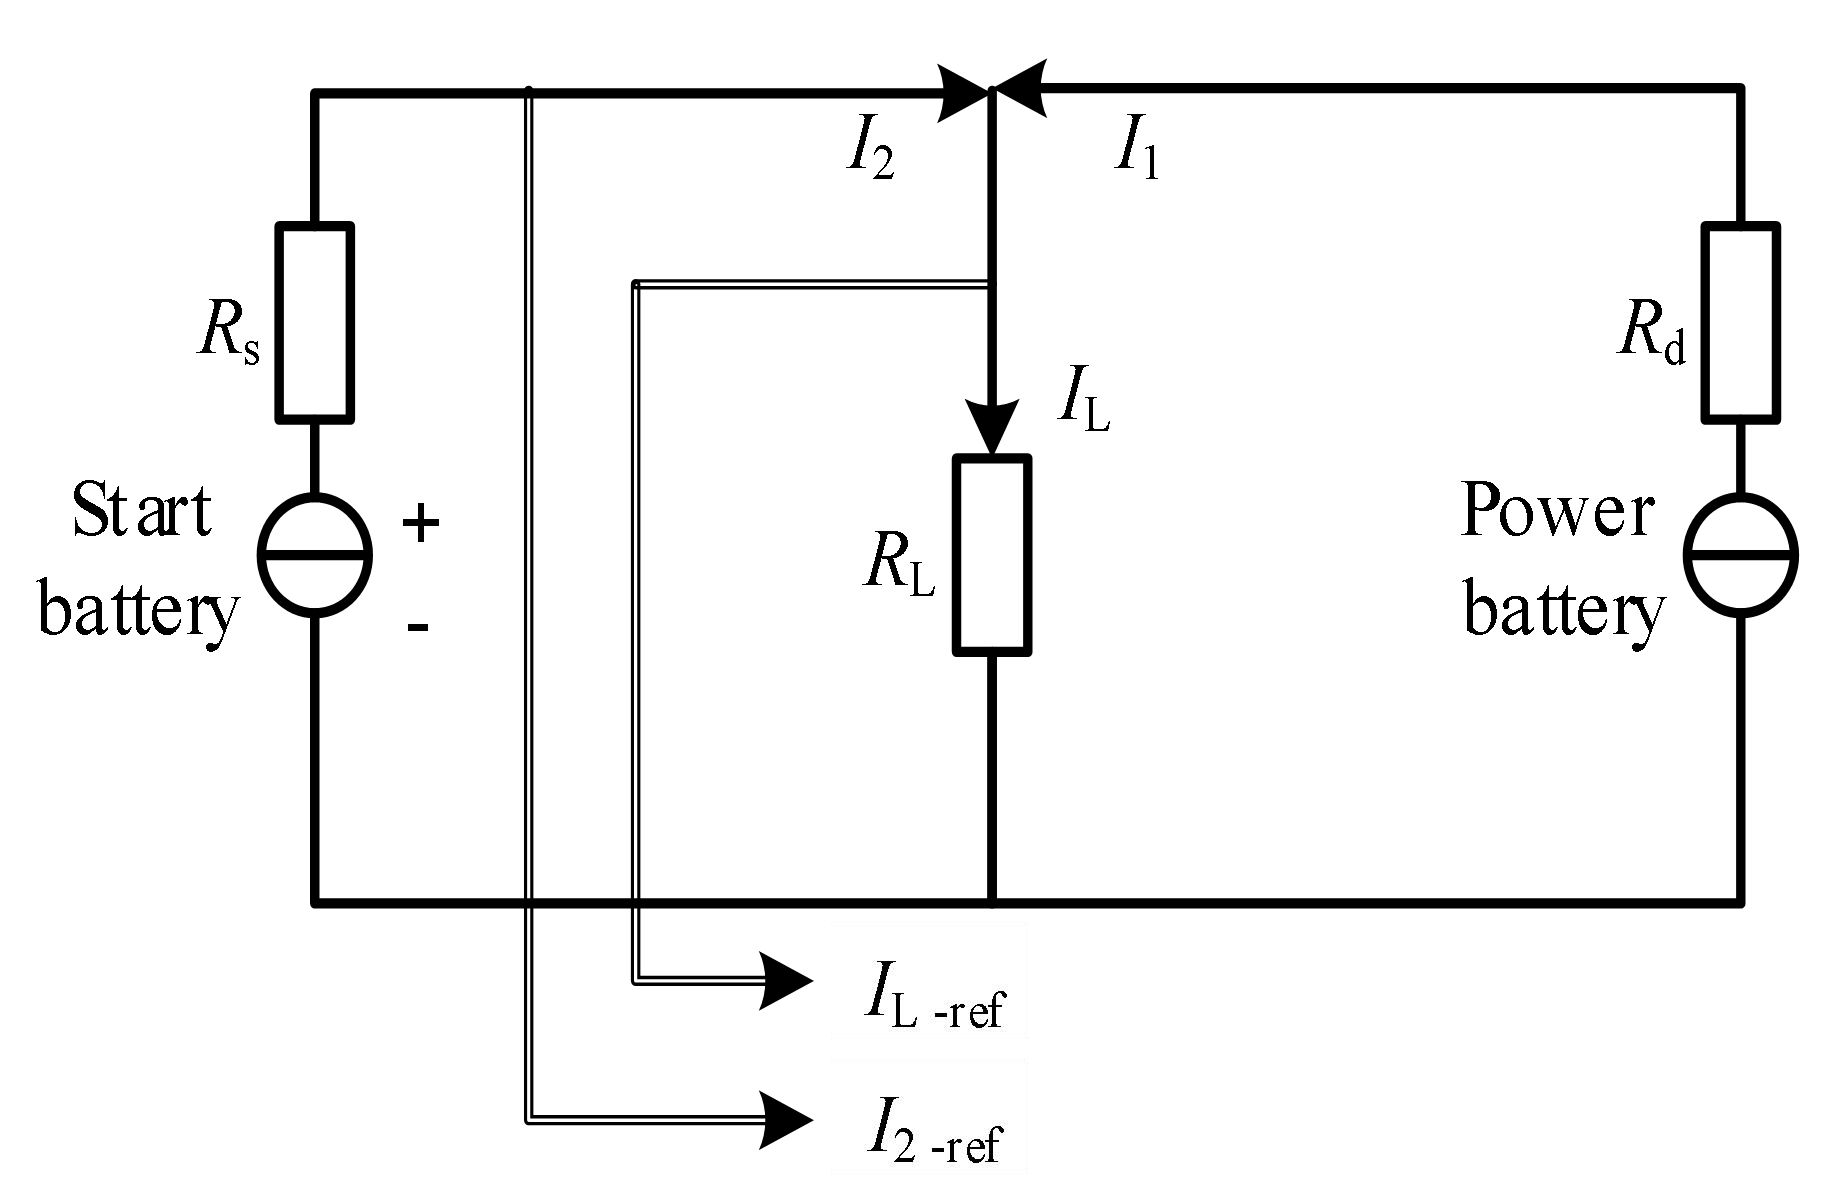 I2
I1
Rs
Rd
IL
Start
battery
+
-
RL
Power
battery
IL -ref
I2 -ref